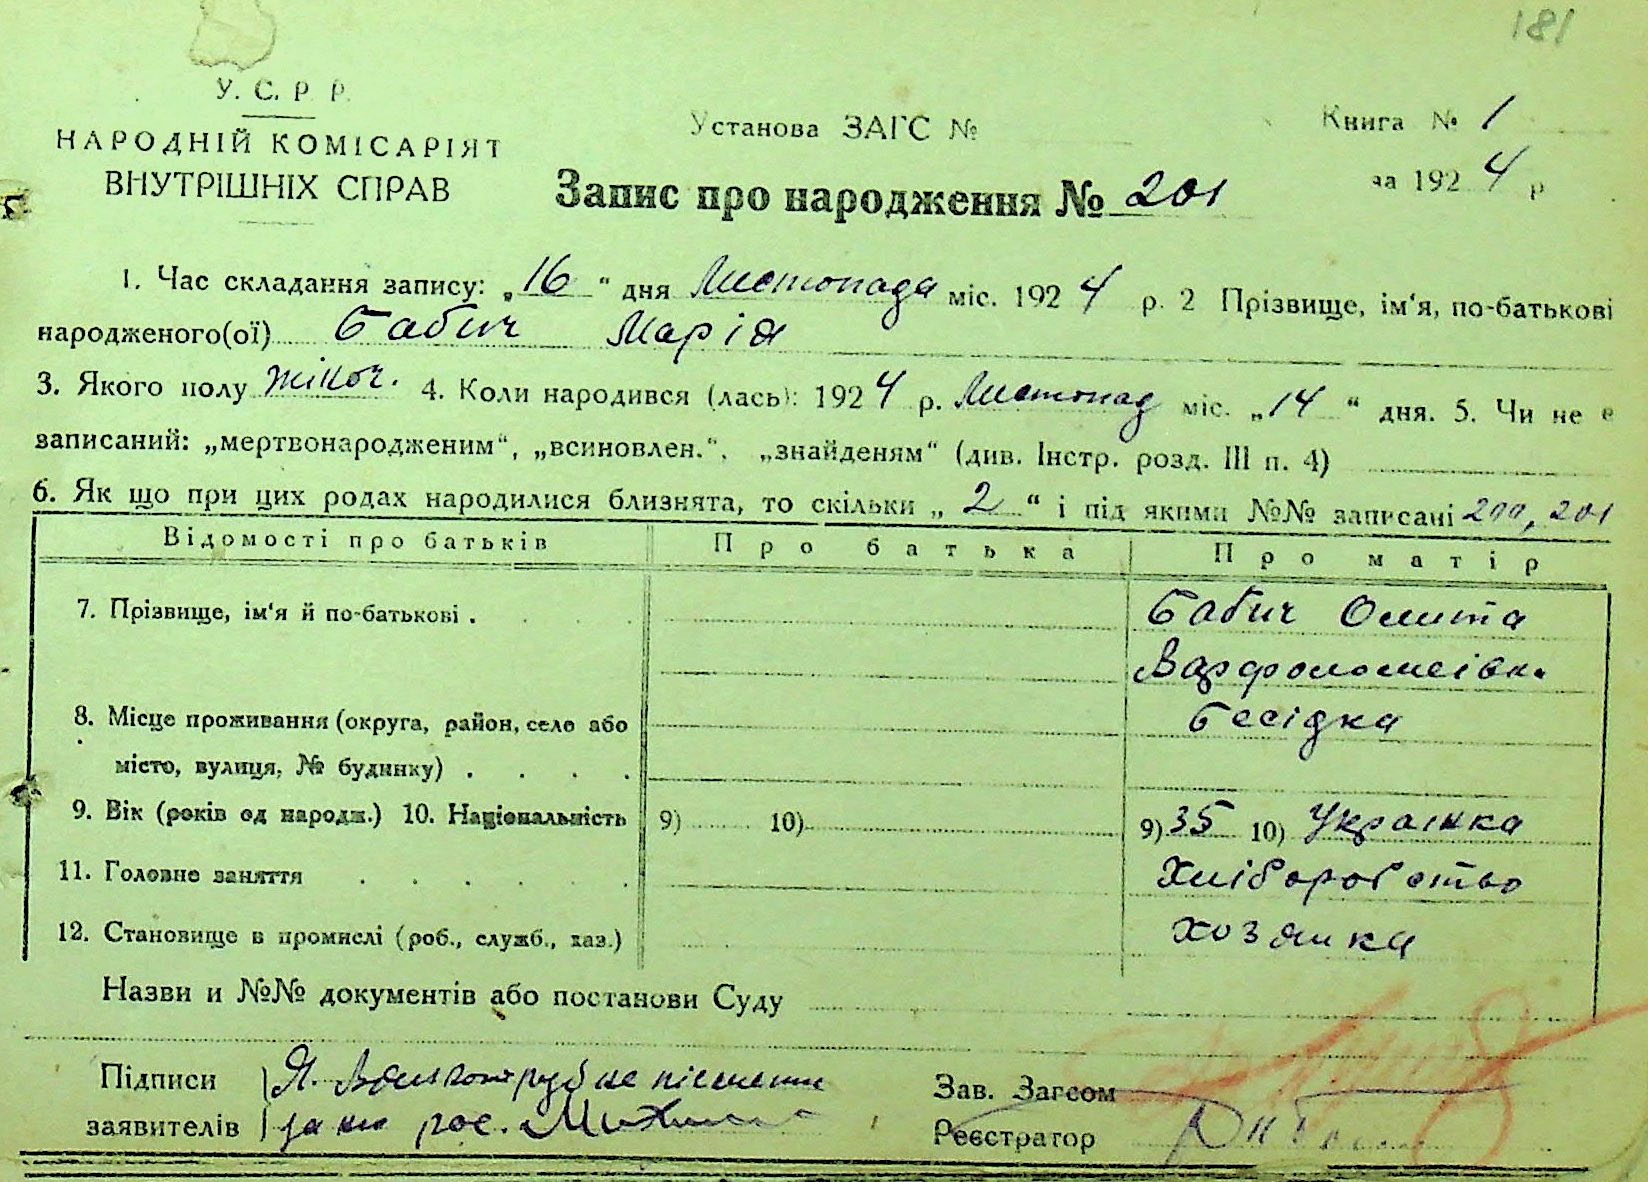 181
У. С. Р Р.
НАРОДНІЙ КОМІСАРІЯТ
ВНУТРІШНІХ СПРАВ
Установа ЗАГС №
Книга № 1
за 1924 р
Запис про народження № 201
1. Час складання запису: „16“ дня Листопада міс. 1924 р. 2 Прізвище, ім‘я, по-батькові
народженого(ої) Бабич Марія
3. Якого полу жіноч. 4. Коли народився (лась): 1924 р. Листопад міс. „14“ дня. 5. Чи не є
записаний: „мертвонародженим“, „всиновлен.“, „знайденям“ (див. Інстр. розд. III п. 4)
6. Як що при цих родах народилися близнята, то скільки „2“ і під якими №№ записані 200, 201
Відомості про батьків Про батька Про матір
7. Прізвище, ім‘я й по-батькові . Бабич
Варфоломеівн.
8. Місце проживання (округа, район, село або Бесідка
місто, вулиця, № будинку) . . . .
9. Вік (років од народж.) 10. Національність 9) 10) 9) 35 10) Украінка
11. Головне заняття . . . . . . Хліборобство
12. Становище в промислі (роб., служб., хаз.) хозяика
Назви и №№ документів або постанови Суду
Підписи Я.
заявителів за рос.
Зав. Загсом
Реєстратор